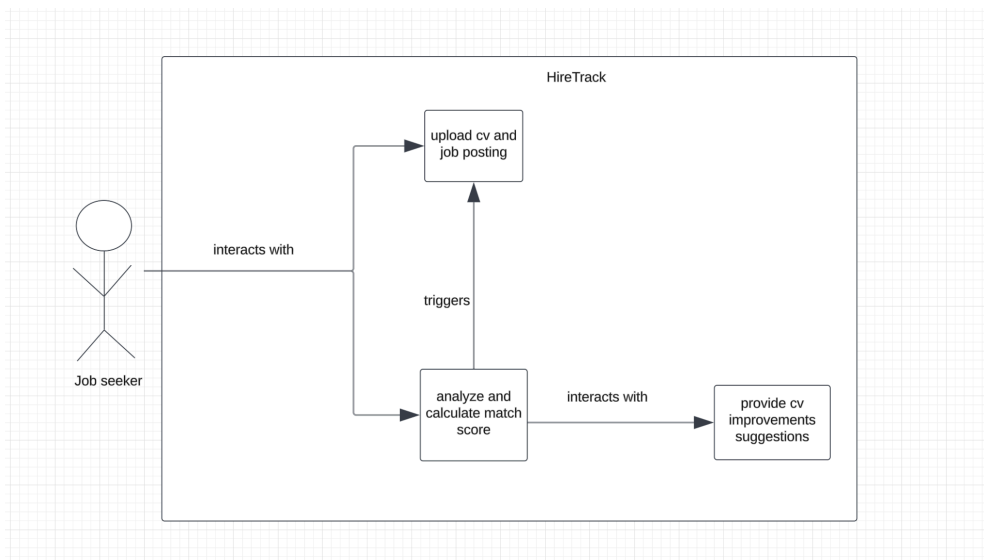 HireTrack
upload cv and
job posting
interacts with
triggers
Job seeker
analyze and
calculate match
score
interacts with
provide cv
improvements
suggestions